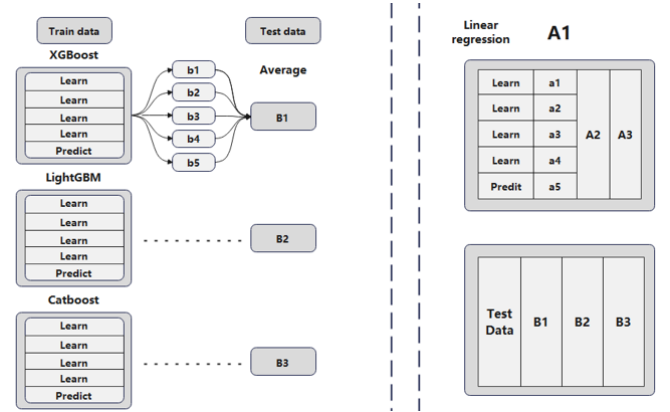 Train data
Test data
XGBoost
Learn
Learn
Learn
Learn
Predict
b1
b2
b3
b4
b5
Average
B1
LightGBM
Learn
Learn
Learn
Learn
Predict
B2
Catboost
Learn
Learn
Learn
Learn
Predict
B3
Linear
regression
A1
Learn a1
Learn a2
Learn a3
Learn a4
Predit a5
A2
A3
Test
Data
B1
B2
B3